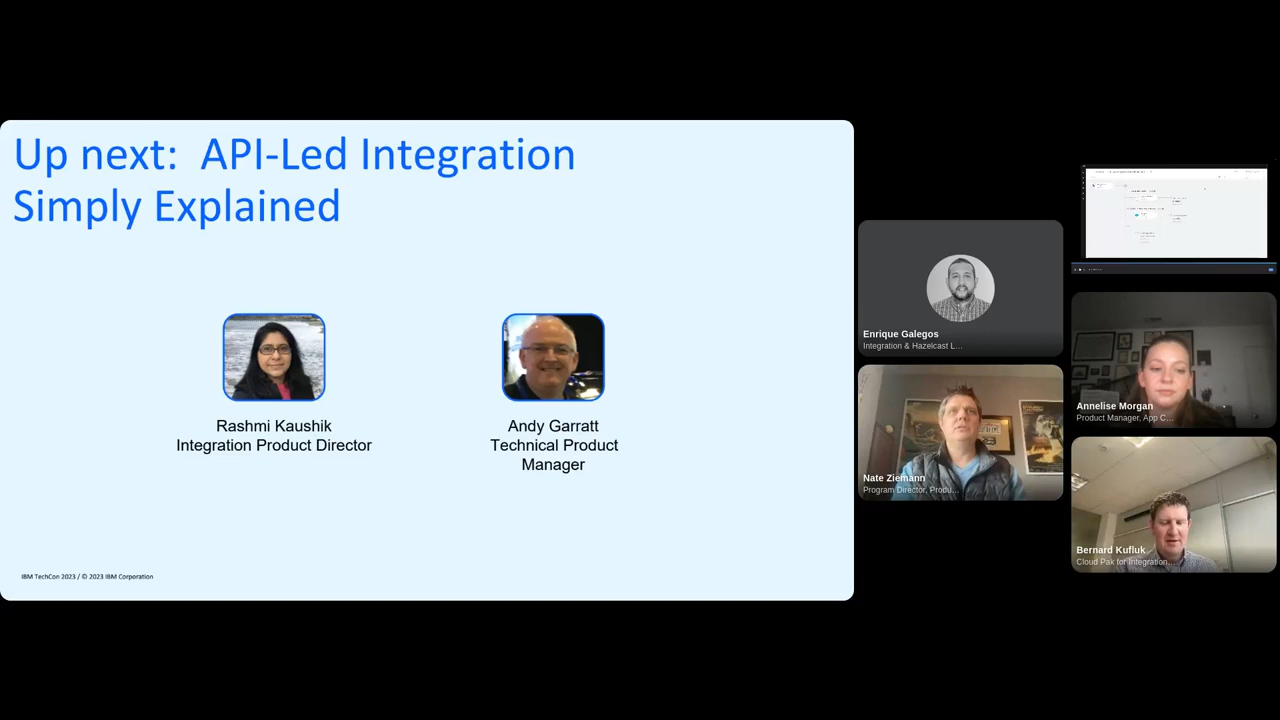 Up next:  API-Led Integration
Simply Explained
Rashmi Kaushik
Integration Product Director
Andy Garratt
Technical Product
Manager
IBM TechCon 2023 / © 2023 IBM Corporation
Enrique Galegos
Integration & Hazelcast L...
Nate Ziemann
Program Director, Produ...
Annelise Morgan
Product Manager, App C...
Bernard Kufluk
Cloud Pak for Integration...